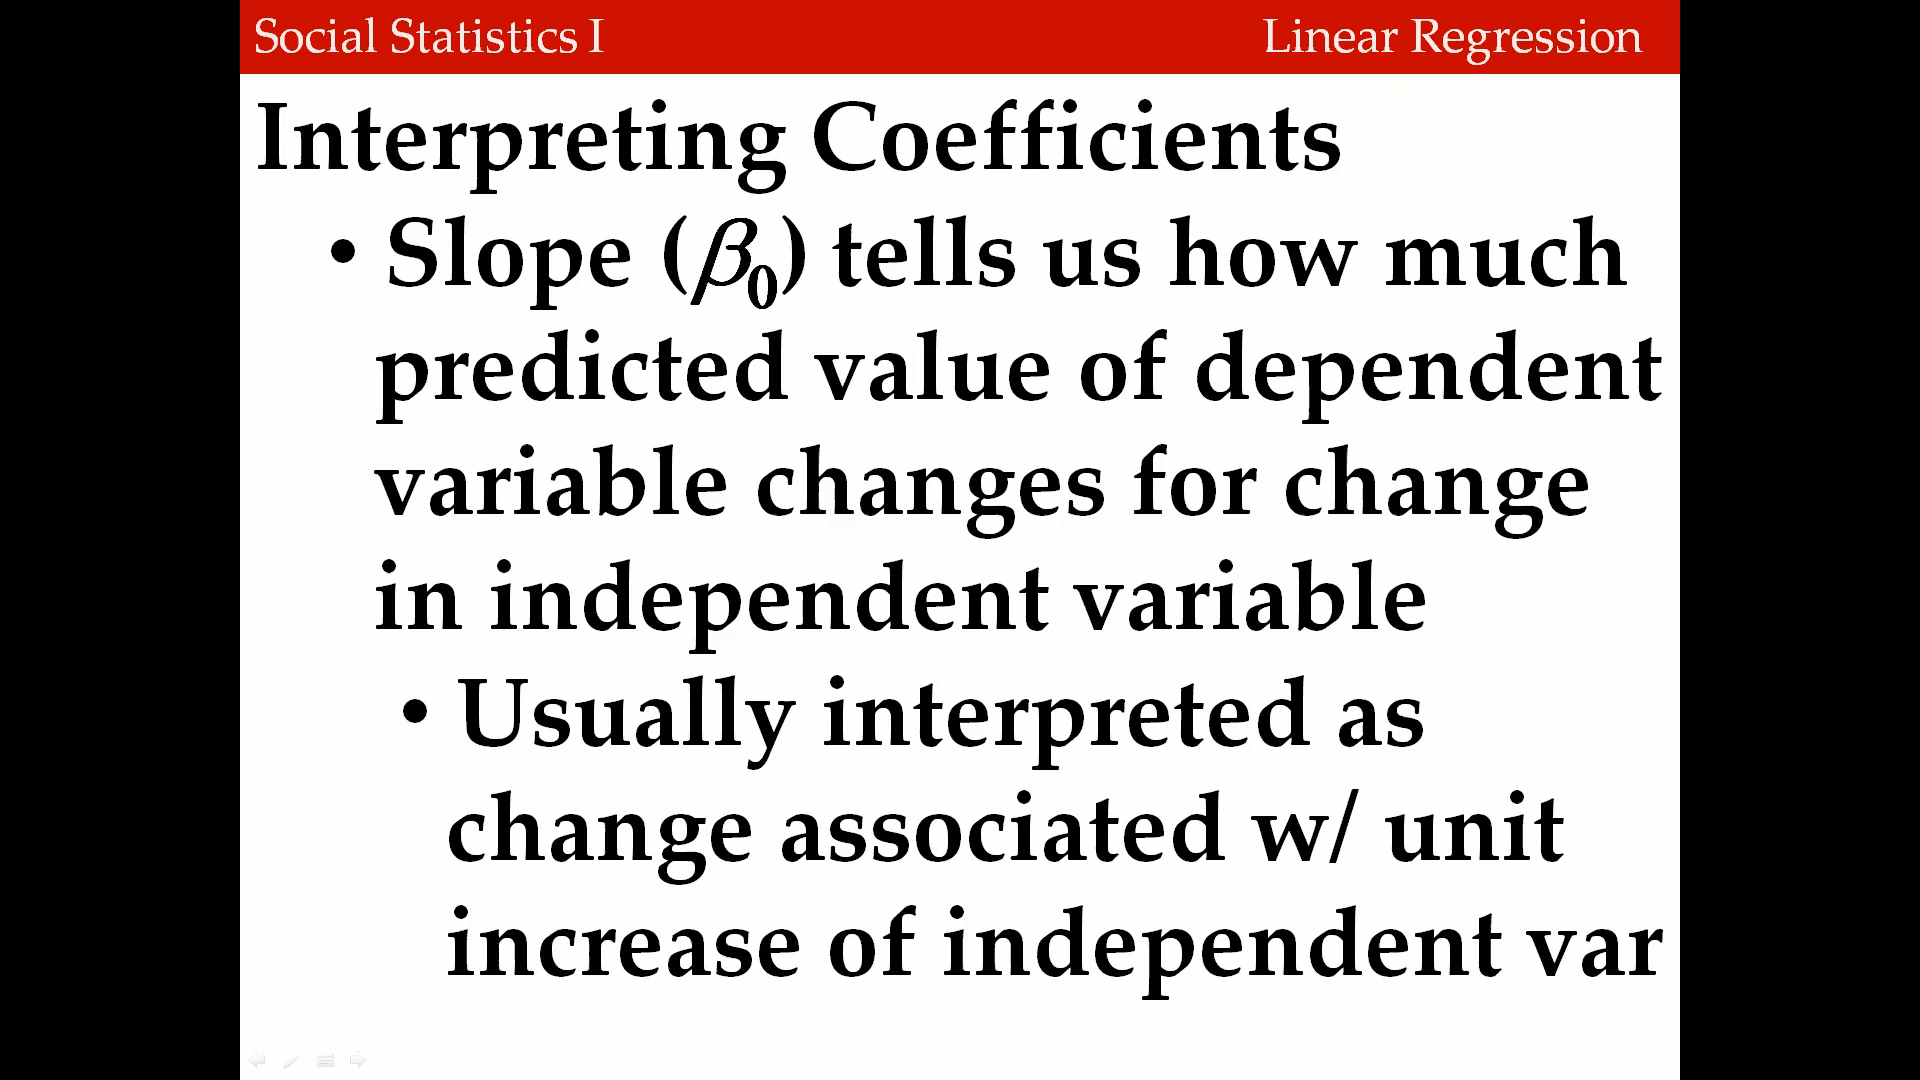 Social Statistics I
Linear Regression
Interpreting Coefficients
• Slope (β₀) tells us how much
predicted value of dependent
variable changes for change
in independent variable
• Usually interpreted as
change associated w/ unit
increase of independent var